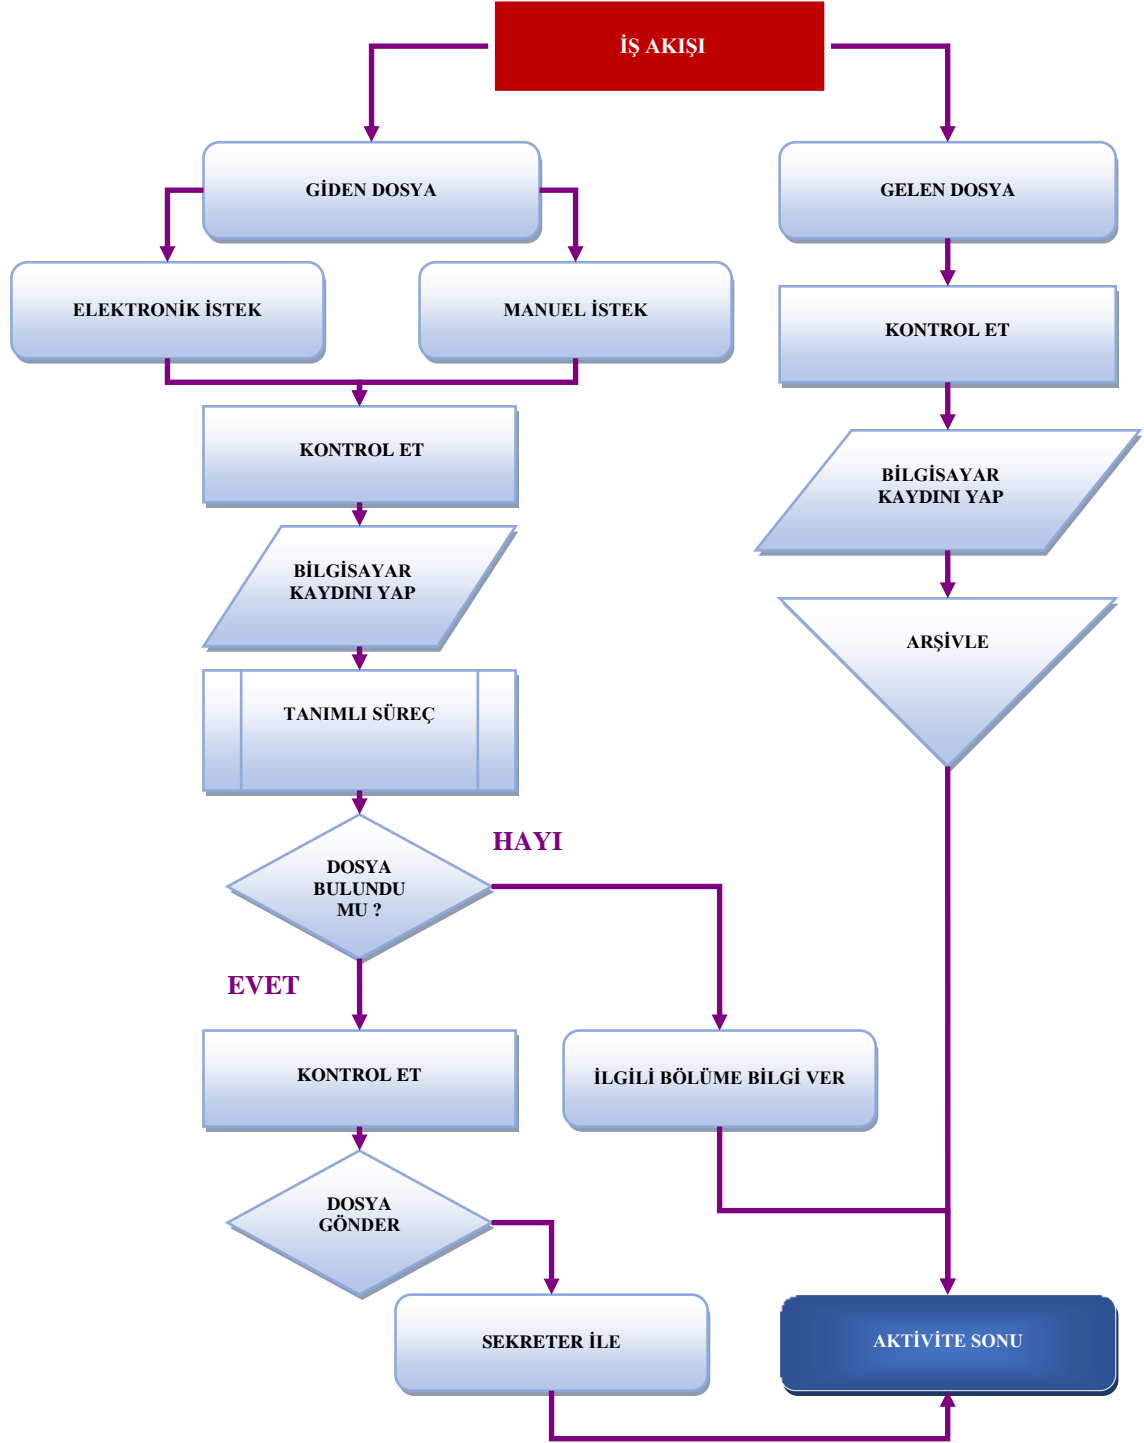 İŞ AKIŞI
GİDEN DOSYA
GELEN DOSYA
ELEKTRONİK İSTEK
MANUEL İSTEK
KONTROL ET
KONTROL ET
BİLGİSAYAR
KAYDINI YAP
BİLGİSAYAR
KAYDINI YAP
ARŞİVLE
TANIMLI SÜREÇ
HAYI
DOSYA
BULUNDU
MU ?
EVET
KONTROL ET
İLGİLİ BÖLÜME BİLGİ VER
DOSYA
GÖNDER
SEKRETER İLE
AKTİVİTE SONU